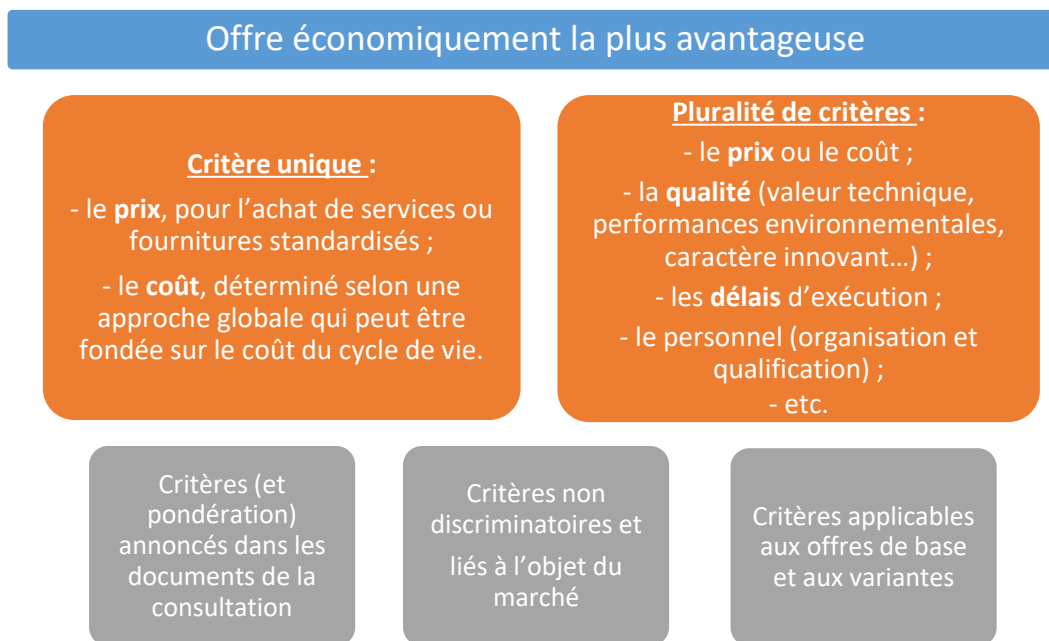 Offre économiquement la plus avantageuse
Critère unique :
- le prix, pour l’achat de services ou
fournitures standardisés ;
- le coût, déterminé selon une
approche globale qui peut être
fondée sur le coût du cycle de vie.
Pluralité de critères :
- le prix ou le coût ;
- la qualité (valeur technique,
performances environnementales,
caractère innovant…) ;
- les délais d’exécution ;
- le personnel (organisation et
qualification) ;
- etc.
Critères (et
pondération)
annoncés dans les
documents de la
consultation
Critères non
discriminatoires et
liés à l’objet du
marché
Critères applicables
aux offres de base
et aux variantes